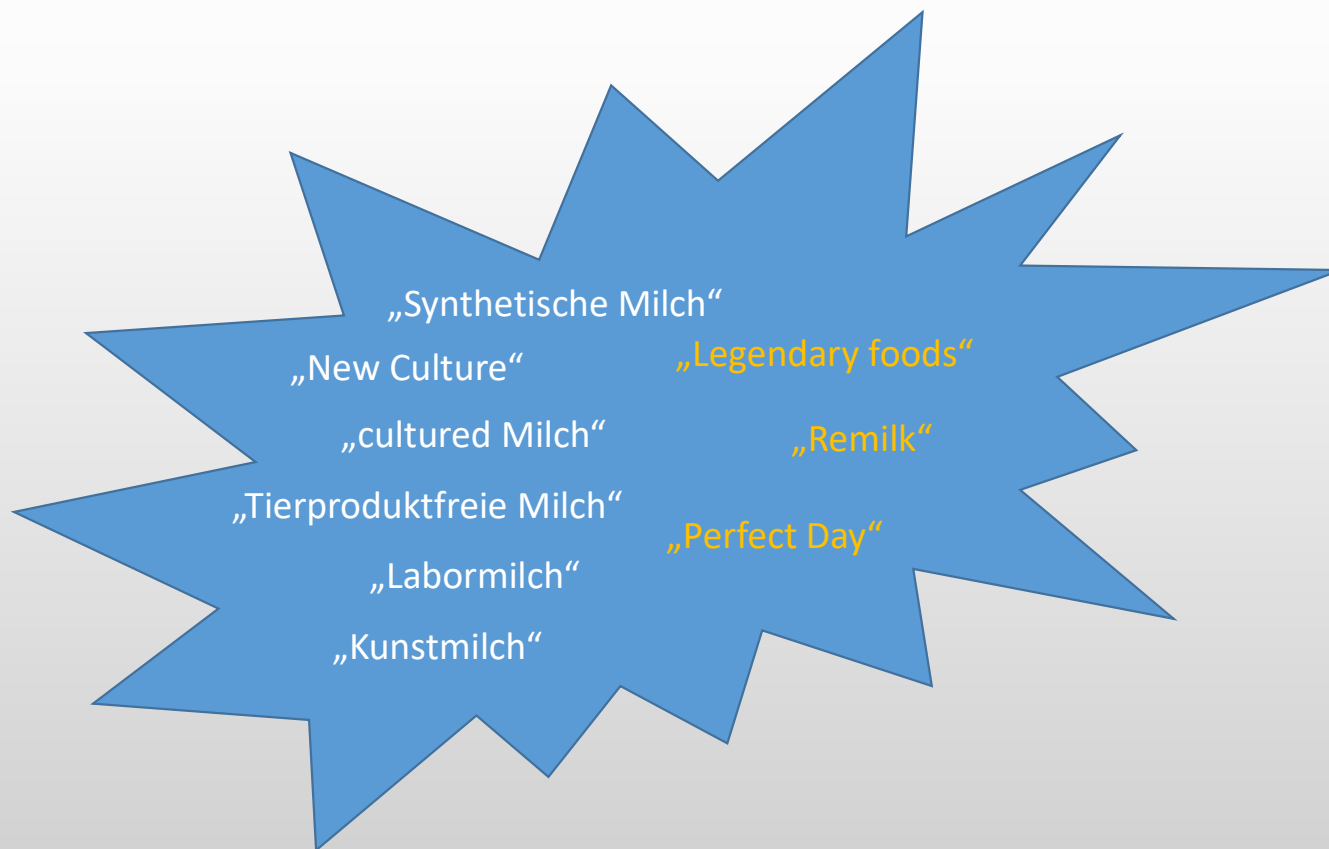 „Synthetische Milch“
„New Culture“
„Legendary foods“
„cultured Milch“
„Remilk“
„Tierproduktfreie Milch“
„Perfect Day“
„Labormilch“
„Kunstmilch“